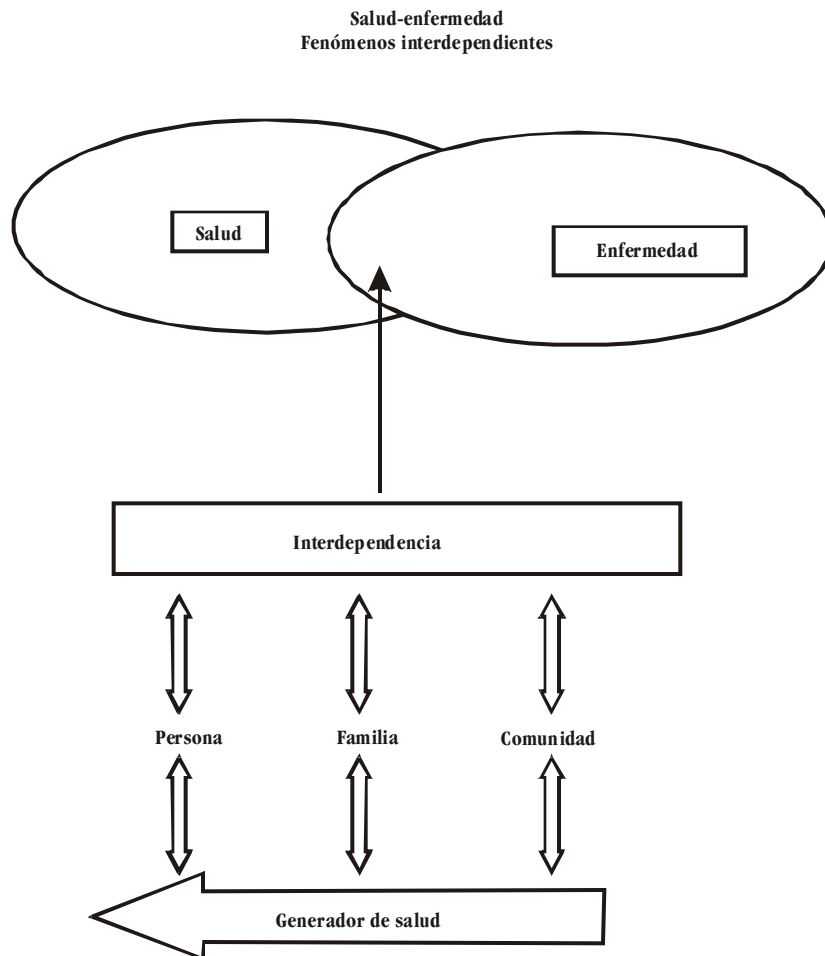 Salud-enfermedad
Fenómenos interdependientes
Salud
Enfermedad
Interdependencia
Persona
Familia
Comunidad
Generador de salud